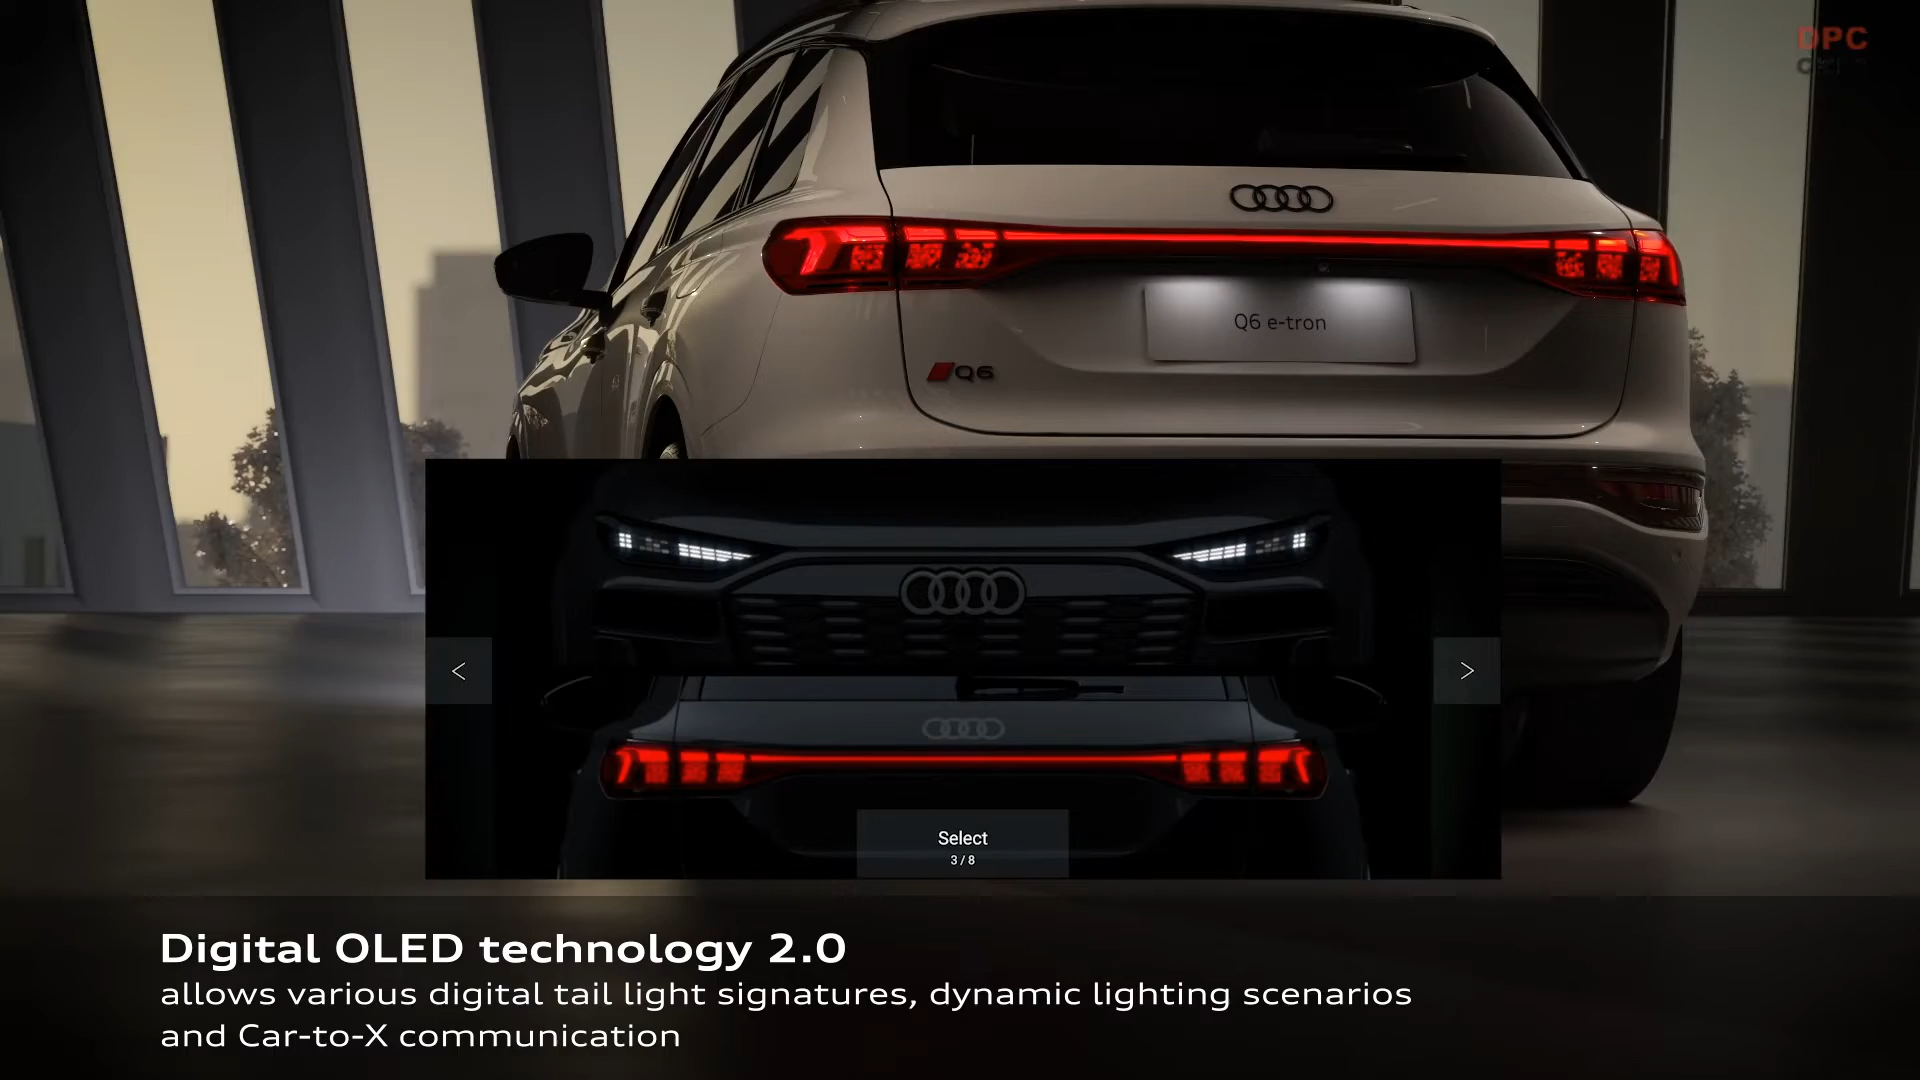 DPC
Q6 e-tron
Q6
<
>
Select
3 / 8
Digital OLED technology 2.0
allows various digital tail light signatures, dynamic lighting scenarios
and Car-to-X communication